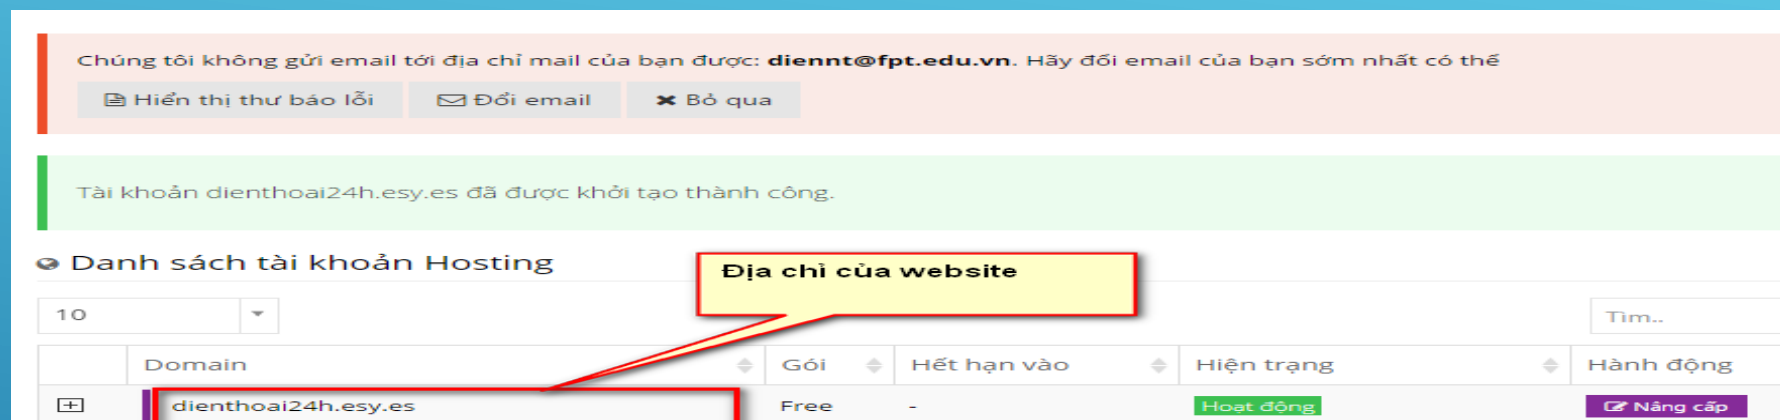 Chúng tôi không gửi email tới địa chỉ mail của bạn được: diennt@fpt.edu.vn. Hãy đổi email của bạn sớm nhất có thể
Hiển thị thư báo lỗi Đổi email Bỏ qua
Tài khoản dienthoai24h.esy.es đã được khởi tạo thành công.
Danh sách tài khoản Hosting
Địa chỉ của website
10 Tìm..
Domain Gói Hết hạn vào Hiện trạng Hành động
dienthoai24h.esy.es Free - Hoạt động Nâng cấp